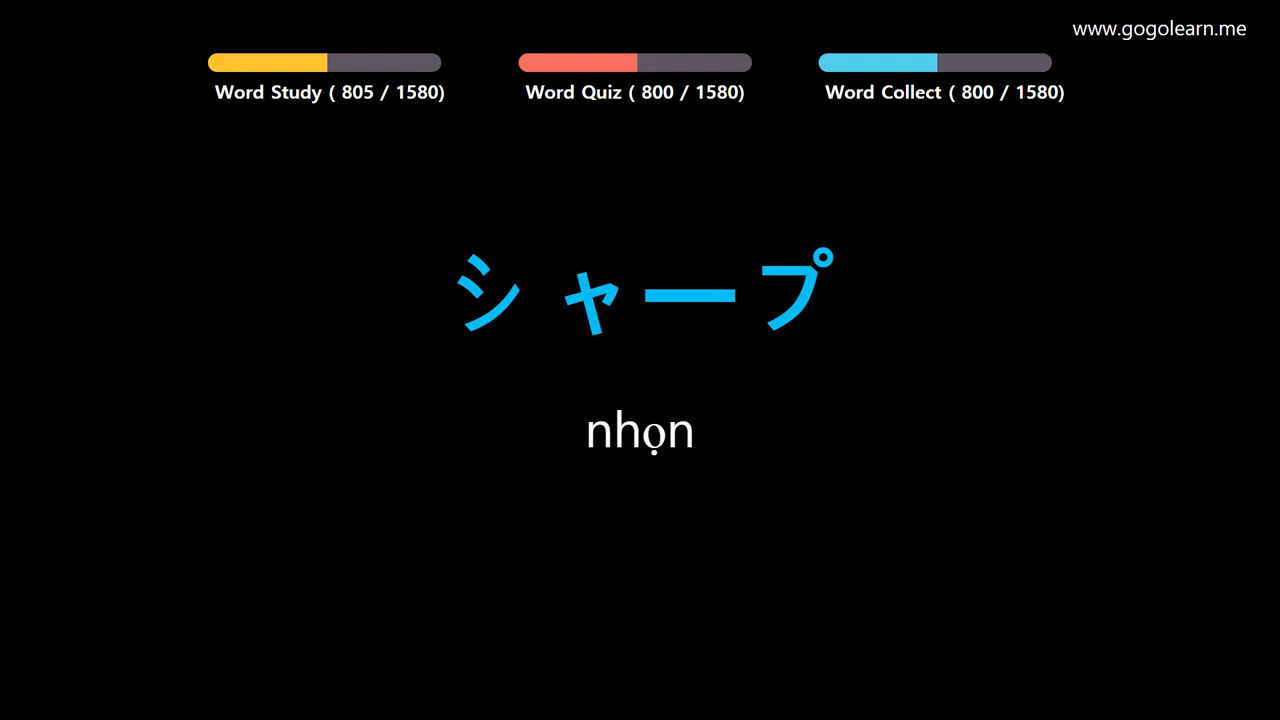 www.gogolearn.me
Word Study ( 805 / 1580)
Word Quiz ( 800 / 1580)
Word Collect ( 800 / 1580)
シャープ
nhọn